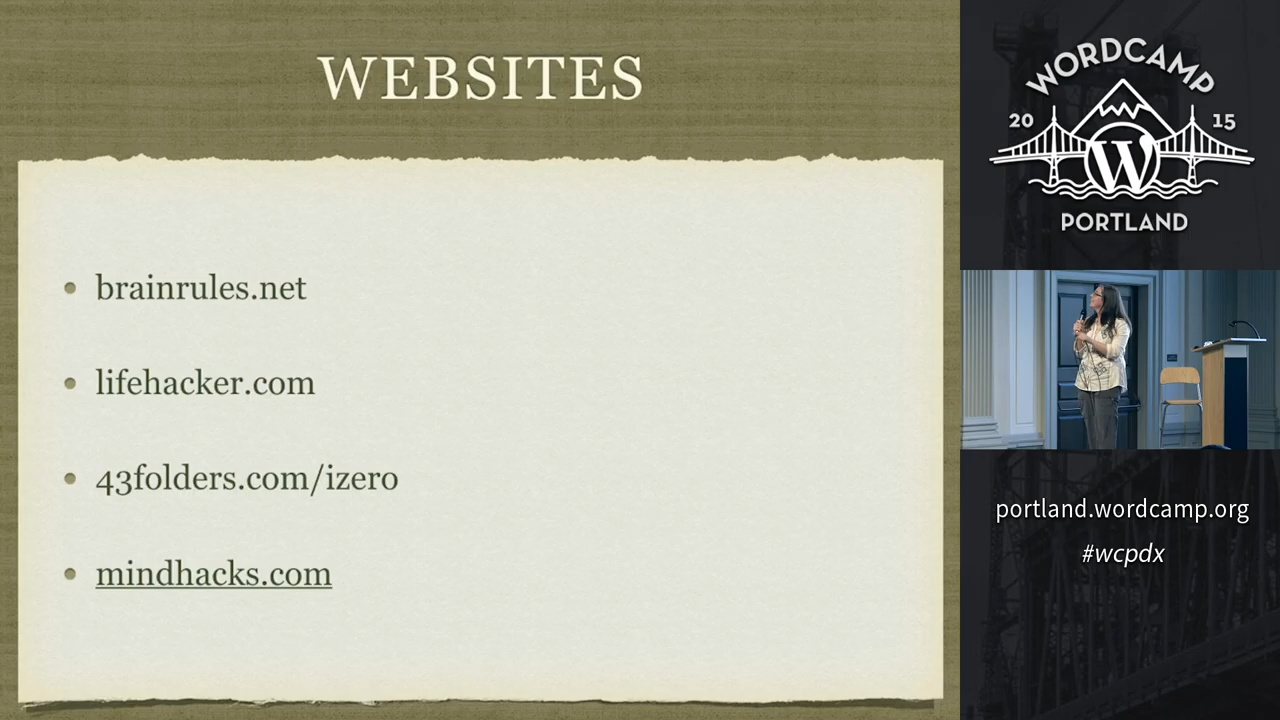 WEBSITES
brainrules.net
lifehacker.com
43folders.com/izero
mindhacks.com
WORDCAMP
20 15
W
PORTLAND
portland.wordcamp.org
#wcpdx